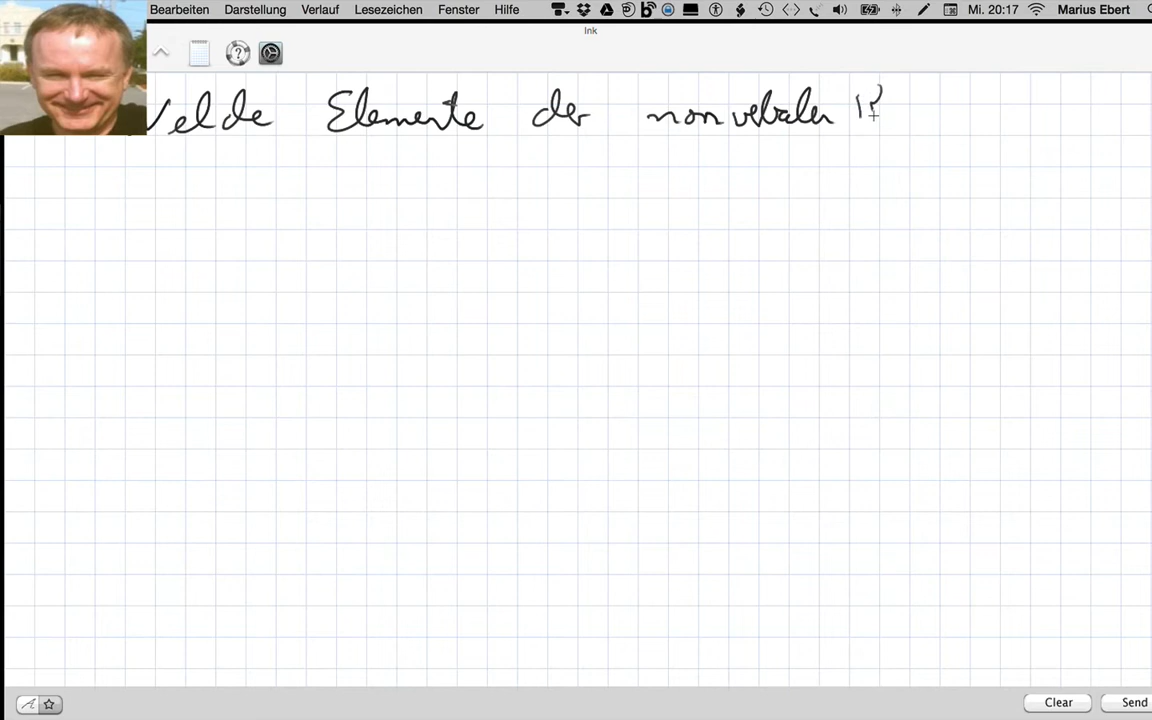 Bearbeiten Darstellung Verlauf Lesezeichen Fenster Hilfe Mi. 20:17 Marius Ebert
Ink
Elemente der nonverbalen
Clear Send